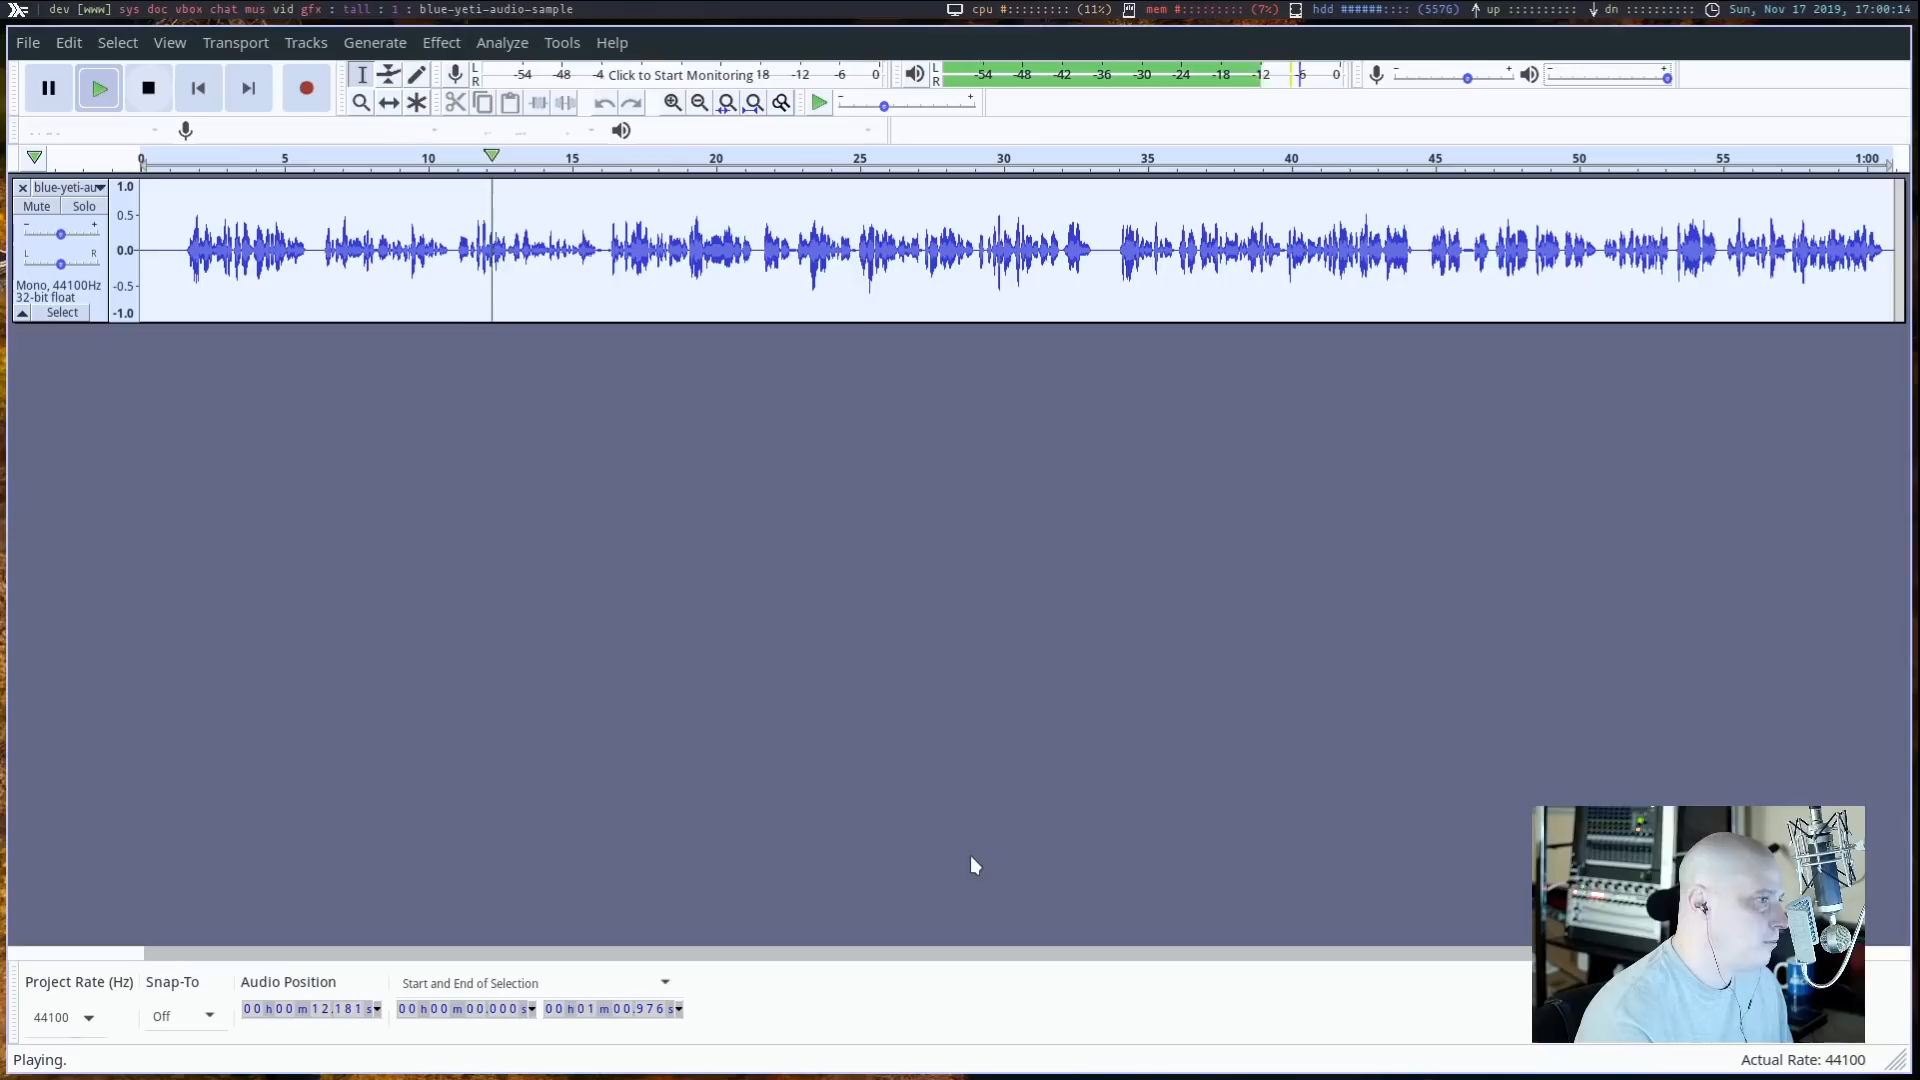 dev [www] sys doc vbox chat mus vid gfx : tall : 1 : blue-yeti-audio-sample
cpu #::::::::: (11%) mem #::::::::: (7%) hdd ######:::: (557G) up :::::::::: dn :::::::::: Sun, Nov 17 2019, 17:00:14
File Edit Select View Transport Tracks Generate Effect Analyze Tools Help
L R -54 -48 -4 Click to Start Monitoring 18 -12 -6 0
L R -54 -48 -42 -36 -30 -24 -18 -12 -6 0
0 5 10 15 20 25 30 35 40 45 50 55 1:00
blue-yeti-au
Mute Solo
L R
Mono, 44100Hz
32-bit float
Select
1.0
0.5
0.0
-0.5
-1.0
Project Rate (Hz) Snap-To Audio Position Start and End of Selection
44100 Off 00 h 00 m 12.181 s 00 h 00 m 00.000 s 00 h 01 m 00.976 s
Playing. Actual Rate: 44100